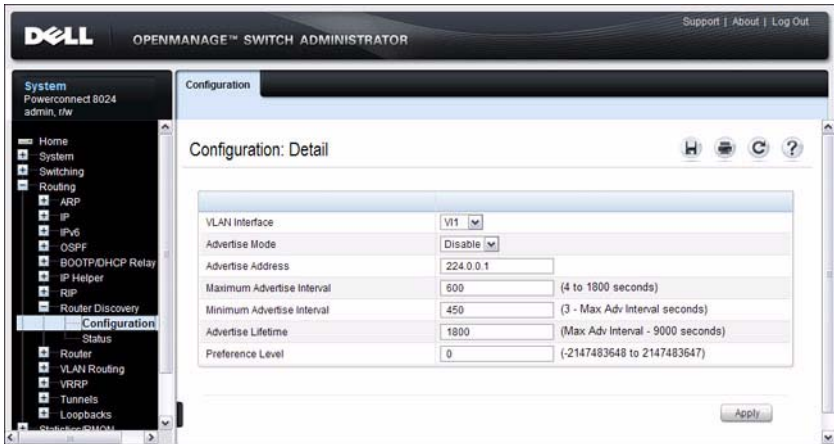 Support | About | Log Out
DELL OPENMANAGE™ SWITCH ADMINISTRATOR
System
Powerconnect 8024
admin, r/w
Home
System
Switching
Routing
ARP
IP
IPv6
OSPF
BOOTP/DHCP Relay
IP Helper
RIP
Router Discovery
Configuration
Status
Router
VLAN Routing
VRRP
Tunnels
Loopbacks
Statistics/RMON
Configuration
Configuration: Detail
VLAN Interface Vl1
Advertise Mode Disable
Advertise Address 224.0.0.1
Maximum Advertise Interval 600 (4 to 1800 seconds)
Minimum Advertise Interval 450 (3 - Max Adv Interval seconds)
Advertise Lifetime 1800 (Max Adv Interval - 9000 seconds)
Preference Level 0 (-2147483648 to 2147483647)
Apply